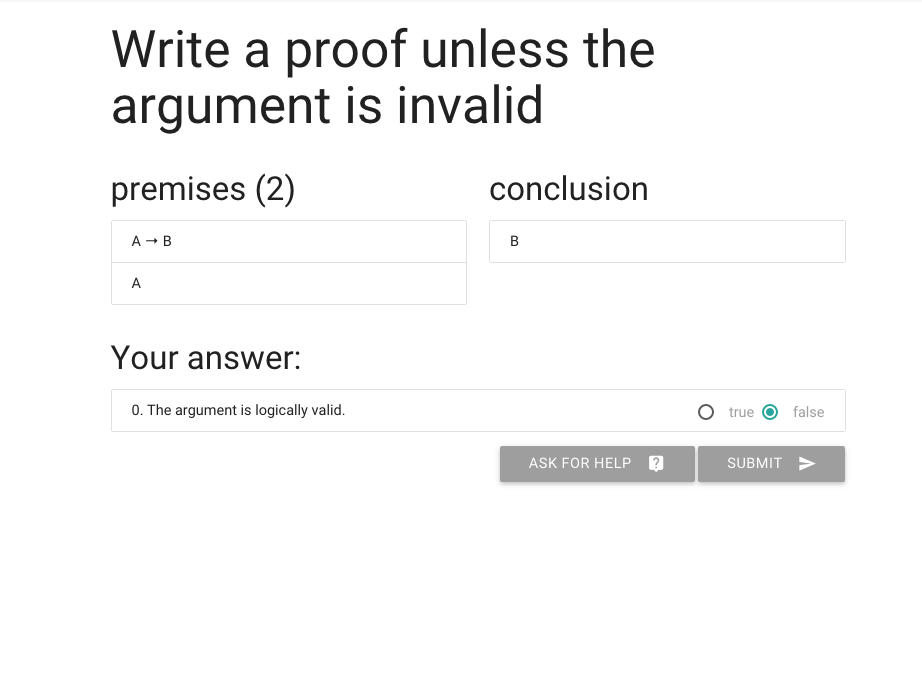 Write a proof unless the
argument is invalid
premises (2)
conclusion
A → B
B
A
Your answer:
0. The argument is logically valid.
true
false
ASK FOR HELP ?
SUBMIT